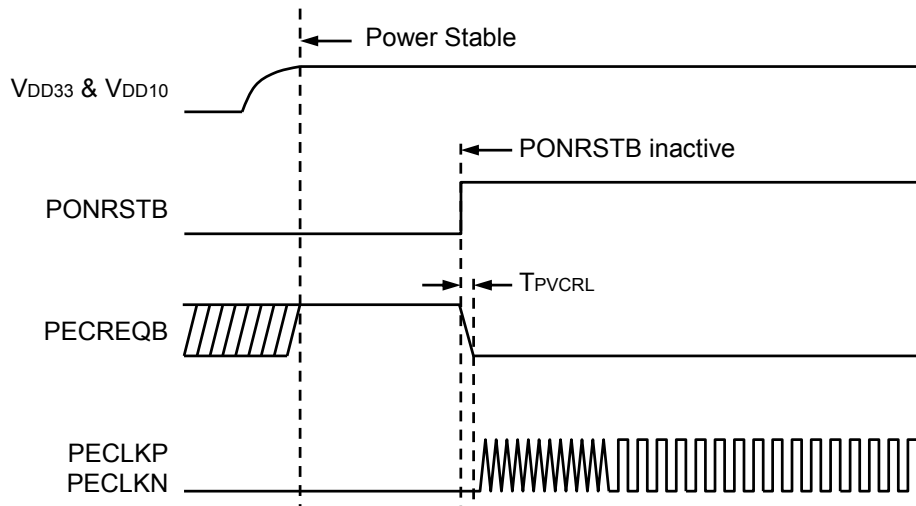 Power Stable
VDD33 & VDD10
PONRSTB inactive
PONRSTB
TPVCRL
PECREQB
PECLKP
PECLKN